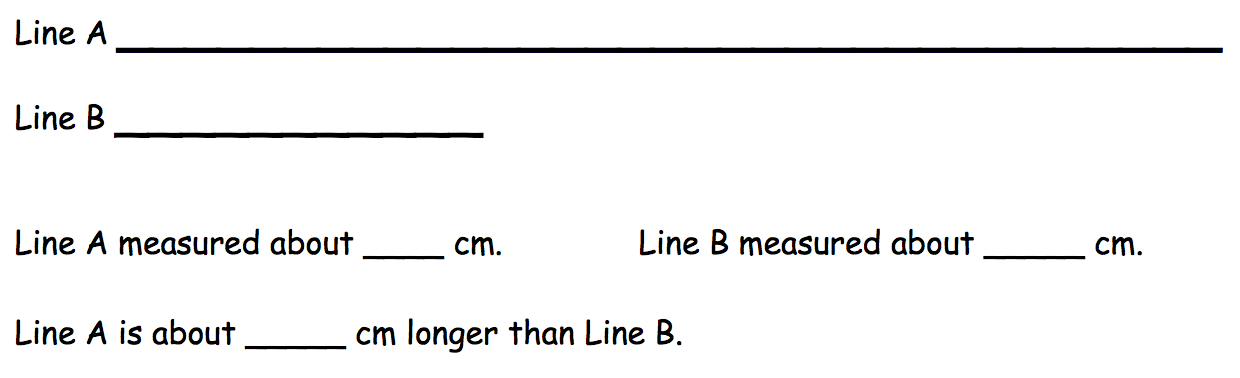 Line A
Line B
Line A measured about ____ cm. Line B measured about _____ cm.
Line A is about _____ cm longer than Line B.